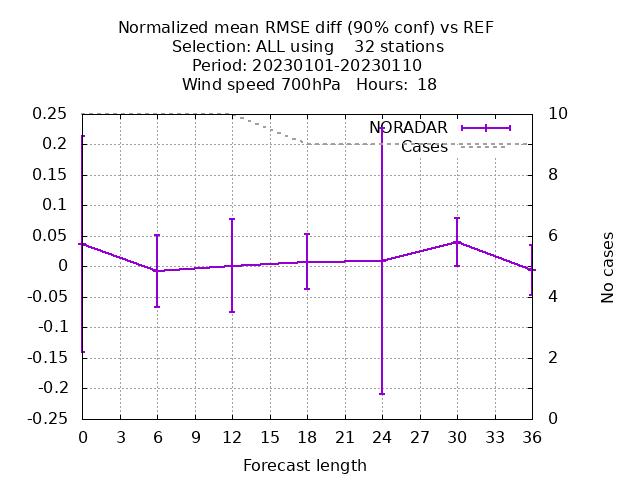 Normalized mean RMSE diff (90% conf) vs REF
Selection: ALL using    32 stations
Period: 20230101-20230110
Wind speed 700hPa   Hours:  18
0.25
0.2
0.15
0.1
0.05
0
-0.05
-0.1
-0.15
-0.2
-0.25
NORADAR
Cases
10
8
6
4
2
0
No cases
0 3 6 9 12 15 18 21 24 27 30 33 36
Forecast length